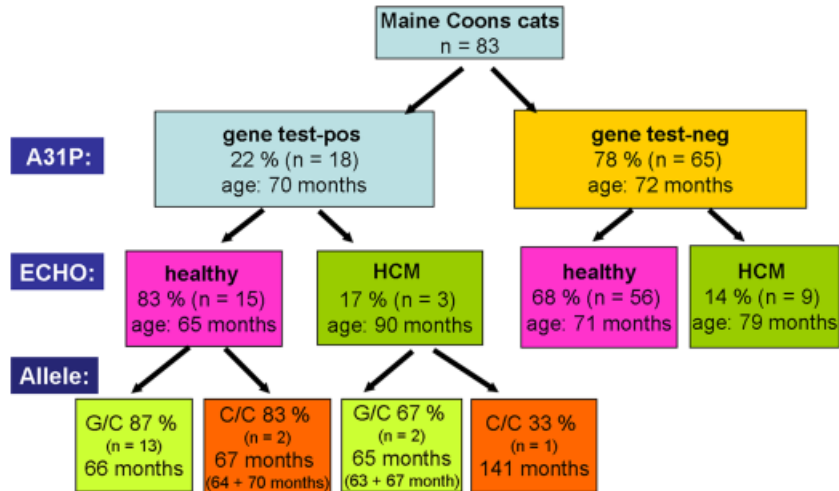 Maine Coons cats
n = 83
A31P:
gene test-pos
22 % (n = 18)
age: 70 months
gene test-neg
78 % (n = 65)
age: 72 months
ECHO:
healthy
83 % (n = 15)
age: 65 months
HCM
17 % (n = 3)
age: 90 months
healthy
68 % (n = 56)
age: 71 months
HCM
14 % (n = 9)
age: 79 months
Allele:
G/C 87 %
(n = 13)
66 months
C/C 83 %
(n = 2)
67 months
(64 + 70 months)
G/C 67 %
(n = 2)
65 months
(63 + 67 month)
C/C 33 %
(n = 1)
141 months